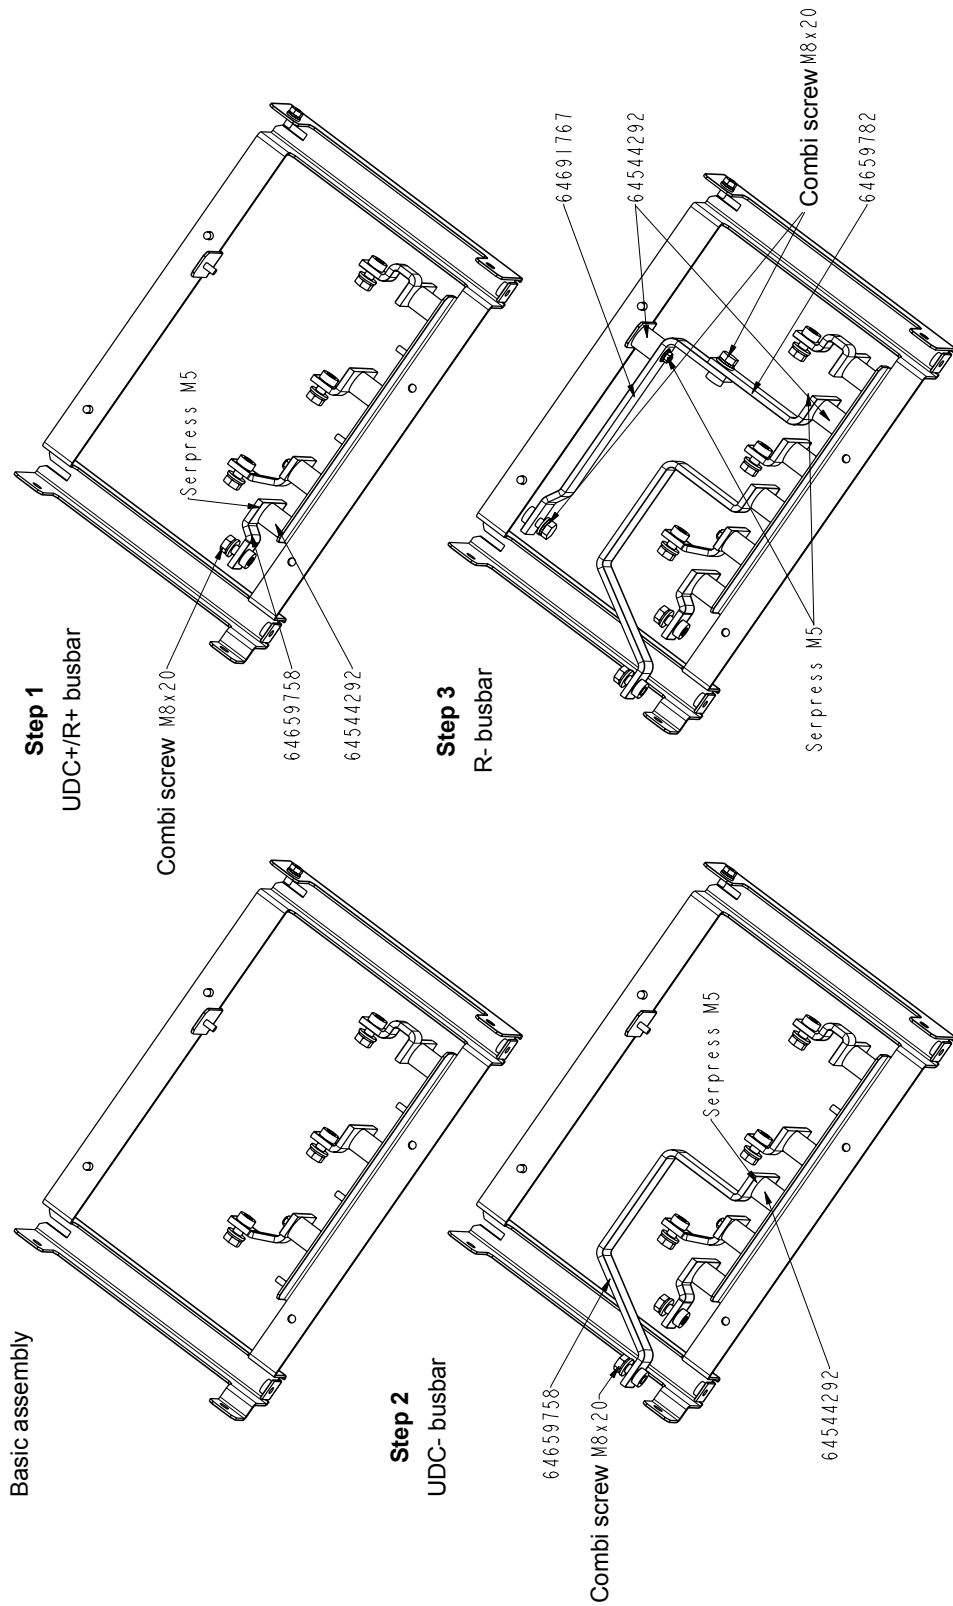 Basic assembly
Step 1
UDC+/R+ busbar
Combi screw M8x20
Serpress M5
64659758
64544292
Step 2
UDC- busbar
64659758
Combi screw M8x20
Serpress M5
64544292
Step 3
R- busbar
64691767
64544292
Combi screw M8x20
64659782
Serpress M5